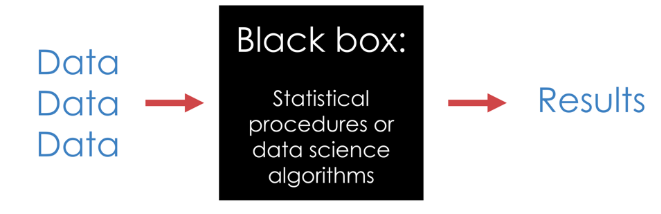 Data
Data
Data
Black box:
Statistical
procedures or
data science
algorithms
Results